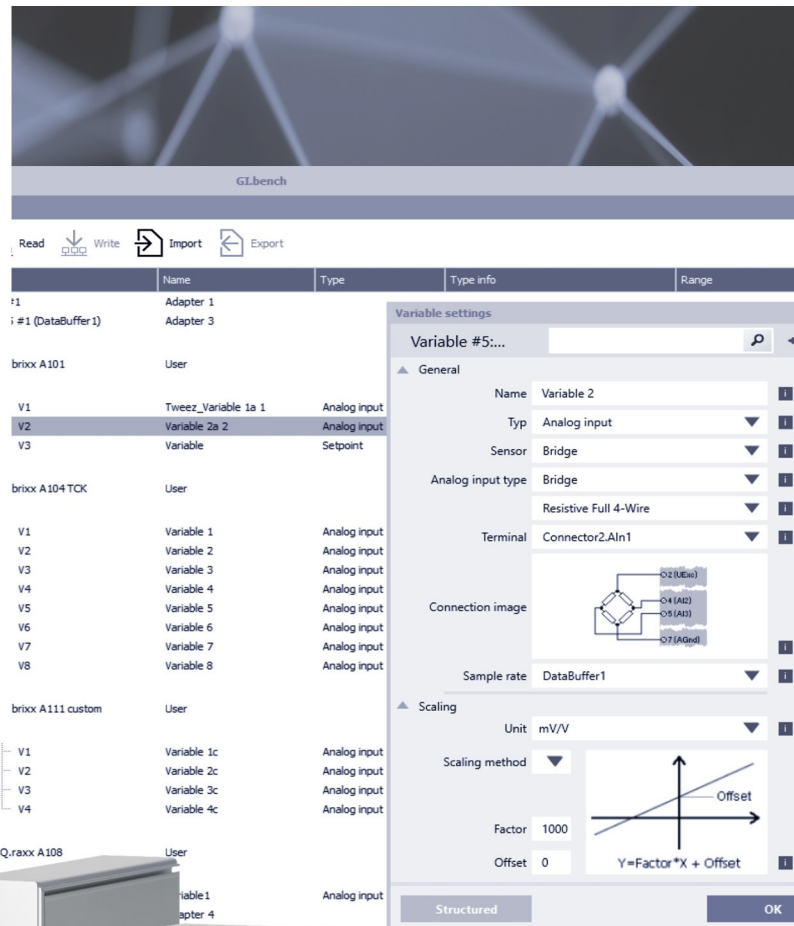 GI.bench
Read Write Import Export
Name Type Type info Range
#1 Adapter 1
#1 (DataBuffer1) Adapter 3
brixx A101 User
V1 Tweez_Variable 1a 1 Analog input
V2 Variable 2a 2 Analog input
V3 Variable Setpoint
brixx A104 TCK User
V1 Variable 1 Analog input
V2 Variable 2 Analog input
V3 Variable 3 Analog input
V4 Variable 4 Analog input
V5 Variable 5 Analog input
V6 Variable 6 Analog input
V7 Variable 7 Analog input
V8 Variable 8 Analog input
brixx A111 custom User
V1 Variable 1c Analog input
V2 Variable 2c Analog input
V3 Variable 3c Analog input
V4 Variable 4c Analog input
Q.raxx A108 User
riable1 Analog input
apter 4
Variable settings
Variable #5:...
General
Name Variable 2
Typ Analog input
Sensor Bridge
Analog input type Bridge
Resistive Full 4-Wire
Terminal Connector2.AIn1
Connection image
2 (UExc)
4 (AI2)
5 (AI3)
7 (AGnd)
Sample rate DataBuffer1
Scaling
Unit mV/V
Scaling method
Offset
Factor 1000
Offset 0 Y=Factor*X + Offset
Structured OK